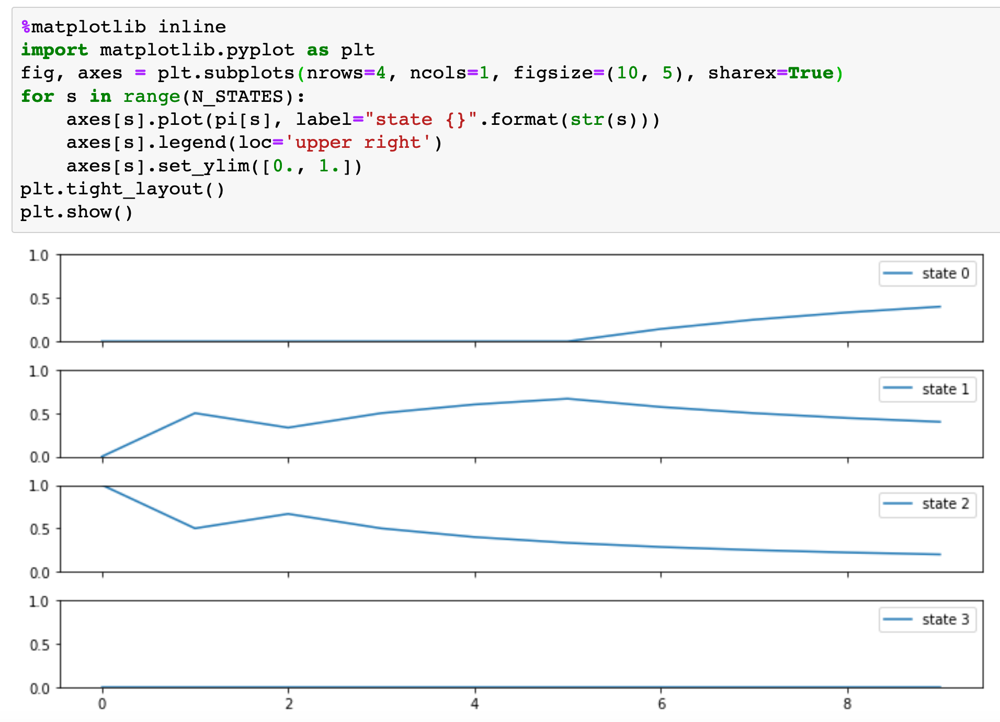 %matplotlib inline
import matplotlib.pyplot as plt
fig, axes = plt.subplots(nrows=4, ncols=1, figsize=(10, 5), sharex=True)
for s in range(N_STATES):
    axes[s].plot(pi[s], label="state {}".format(str(s)))
    axes[s].legend(loc='upper right')
    axes[s].set_ylim([0., 1.])
plt.tight_layout()
plt.show()
1.0
state 0
0.5
0.0
1.0
state 1
0.5
0.0
1.0
state 2
0.5
0.0
1.0
state 3
0.5
0.0
0 2 4 6 8